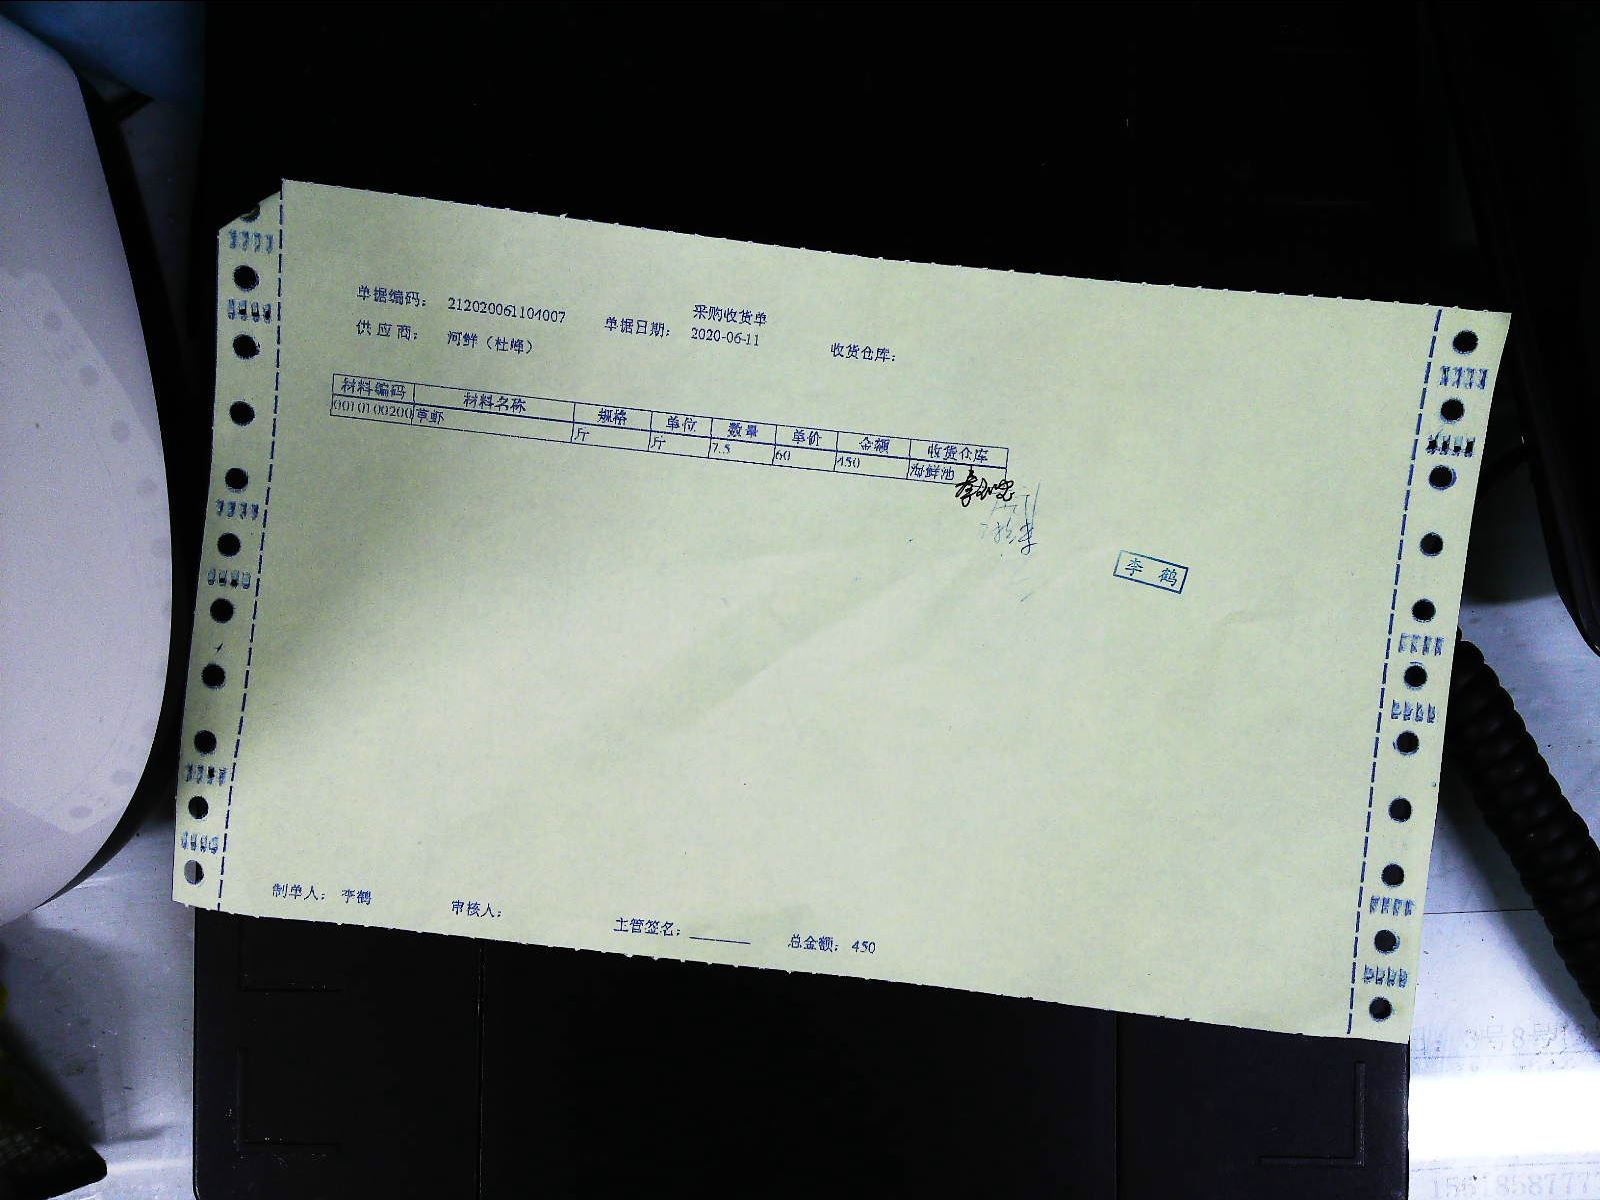 采购收货单
单据编码： 212020061104007 单据日期： 2020-06-11 收货仓库：
供 应 商： 河鲜（杜峰）
材料编码 材料名称 规格 单位 数量 单价 金额 收货仓库
0010100200 草虾 斤 斤 7.5 60 450 海鲜池
李 鹤
制单人： 李鹤 审核人： 主管签名：______ 总金额： 450